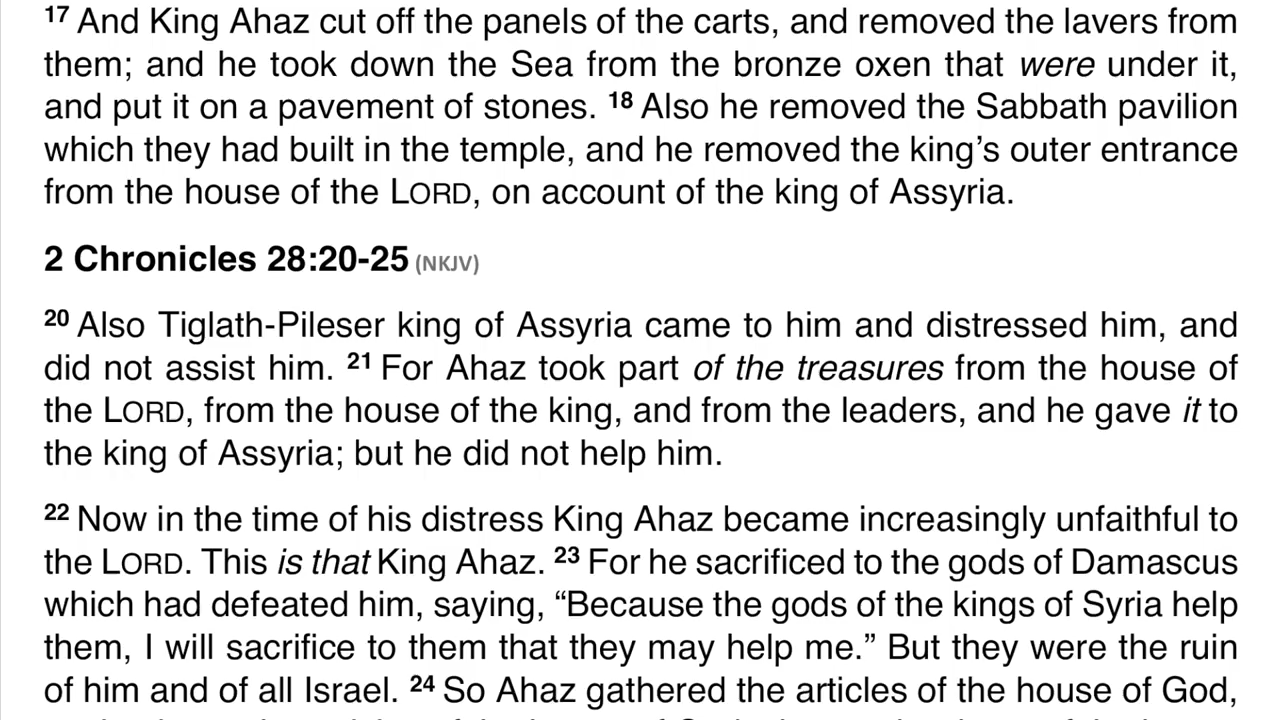 17 And King Ahaz cut off the panels of the carts, and removed the lavers from
them; and he took down the Sea from the bronze oxen that were under it,
and put it on a pavement of stones. 18 Also he removed the Sabbath pavilion
which they had built in the temple, and he removed the king’s outer entrance
from the house of the LORD, on account of the king of Assyria.
2 Chronicles 28:20-25 (NKJV)
20 Also Tiglath-Pileser king of Assyria came to him and distressed him, and
did not assist him. 21 For Ahaz took part of the treasures from the house of
the LORD, from the house of the king, and from the leaders, and he gave it to
the king of Assyria; but he did not help him.
22 Now in the time of his distress King Ahaz became increasingly unfaithful to
the LORD. This is that King Ahaz. 23 For he sacrificed to the gods of Damascus
which had defeated him, saying, “Because the gods of the kings of Syria help
them, I will sacrifice to them that they may help me.” But they were the ruin
of him and of all Israel. 24 So Ahaz gathered the articles of the house of God,